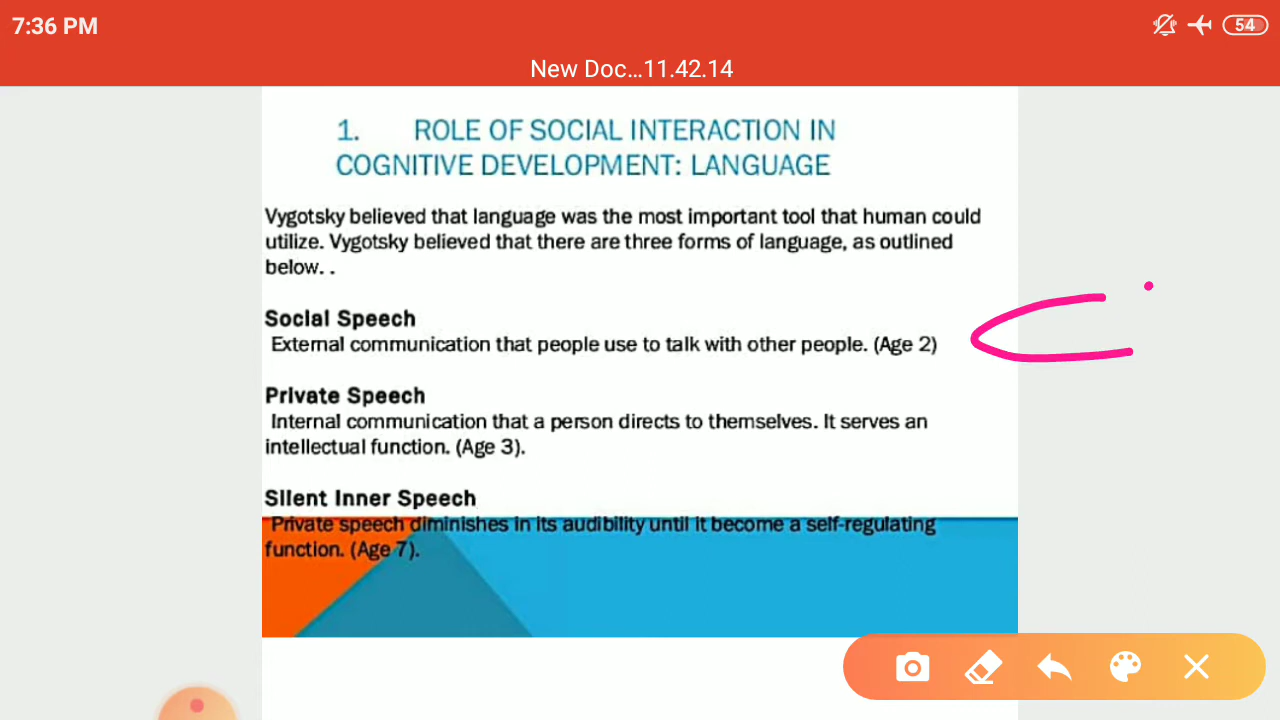 7:36 PM
54
New Doc...11.42.14
1. ROLE OF SOCIAL INTERACTION IN
COGNITIVE DEVELOPMENT: LANGUAGE
Vygotsky believed that language was the most important tool that human could
utilize. Vygotsky believed that there are three forms of language, as outlined
below. .
Social Speech
External communication that people use to talk with other people. (Age 2)
Private Speech
Internal communication that a person directs to themselves. It serves an
intellectual function. (Age 3).
Silent Inner Speech
Private speech diminishes in its audibility until it become a self-regulating
function. (Age 7).